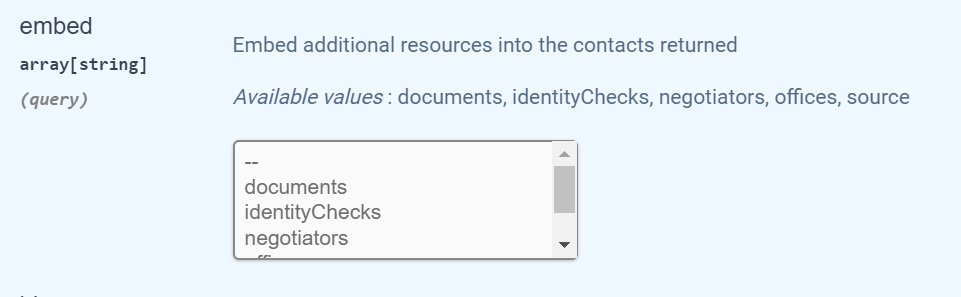 embed
Embed additional resources into the contacts returned
array[string]
(query)
Available values : documents, identityChecks, negotiators, offices, source
--
documents
identityChecks
negotiators